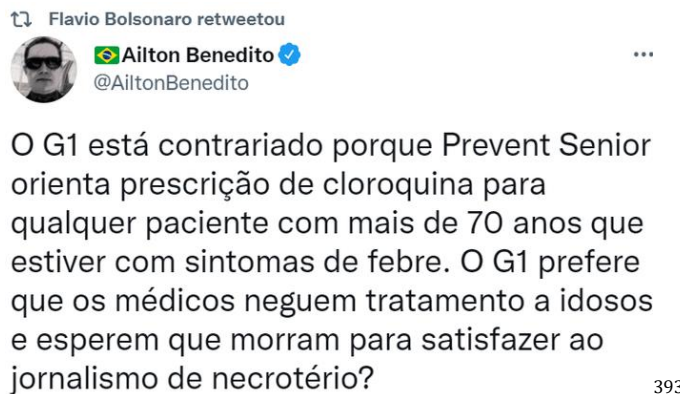 Flavio Bolsonaro retweetou
🇧🇷Ailton Benedito
@AiltonBenedito
O G1 está contrariado porque Prevent Senior
orienta prescrição de cloroquina para
qualquer paciente com mais de 70 anos que
estiver com sintomas de febre. O G1 prefere
que os médicos neguem tratamento a idosos
e esperem que morram para satisfazer ao
jornalismo de necrotério?
393